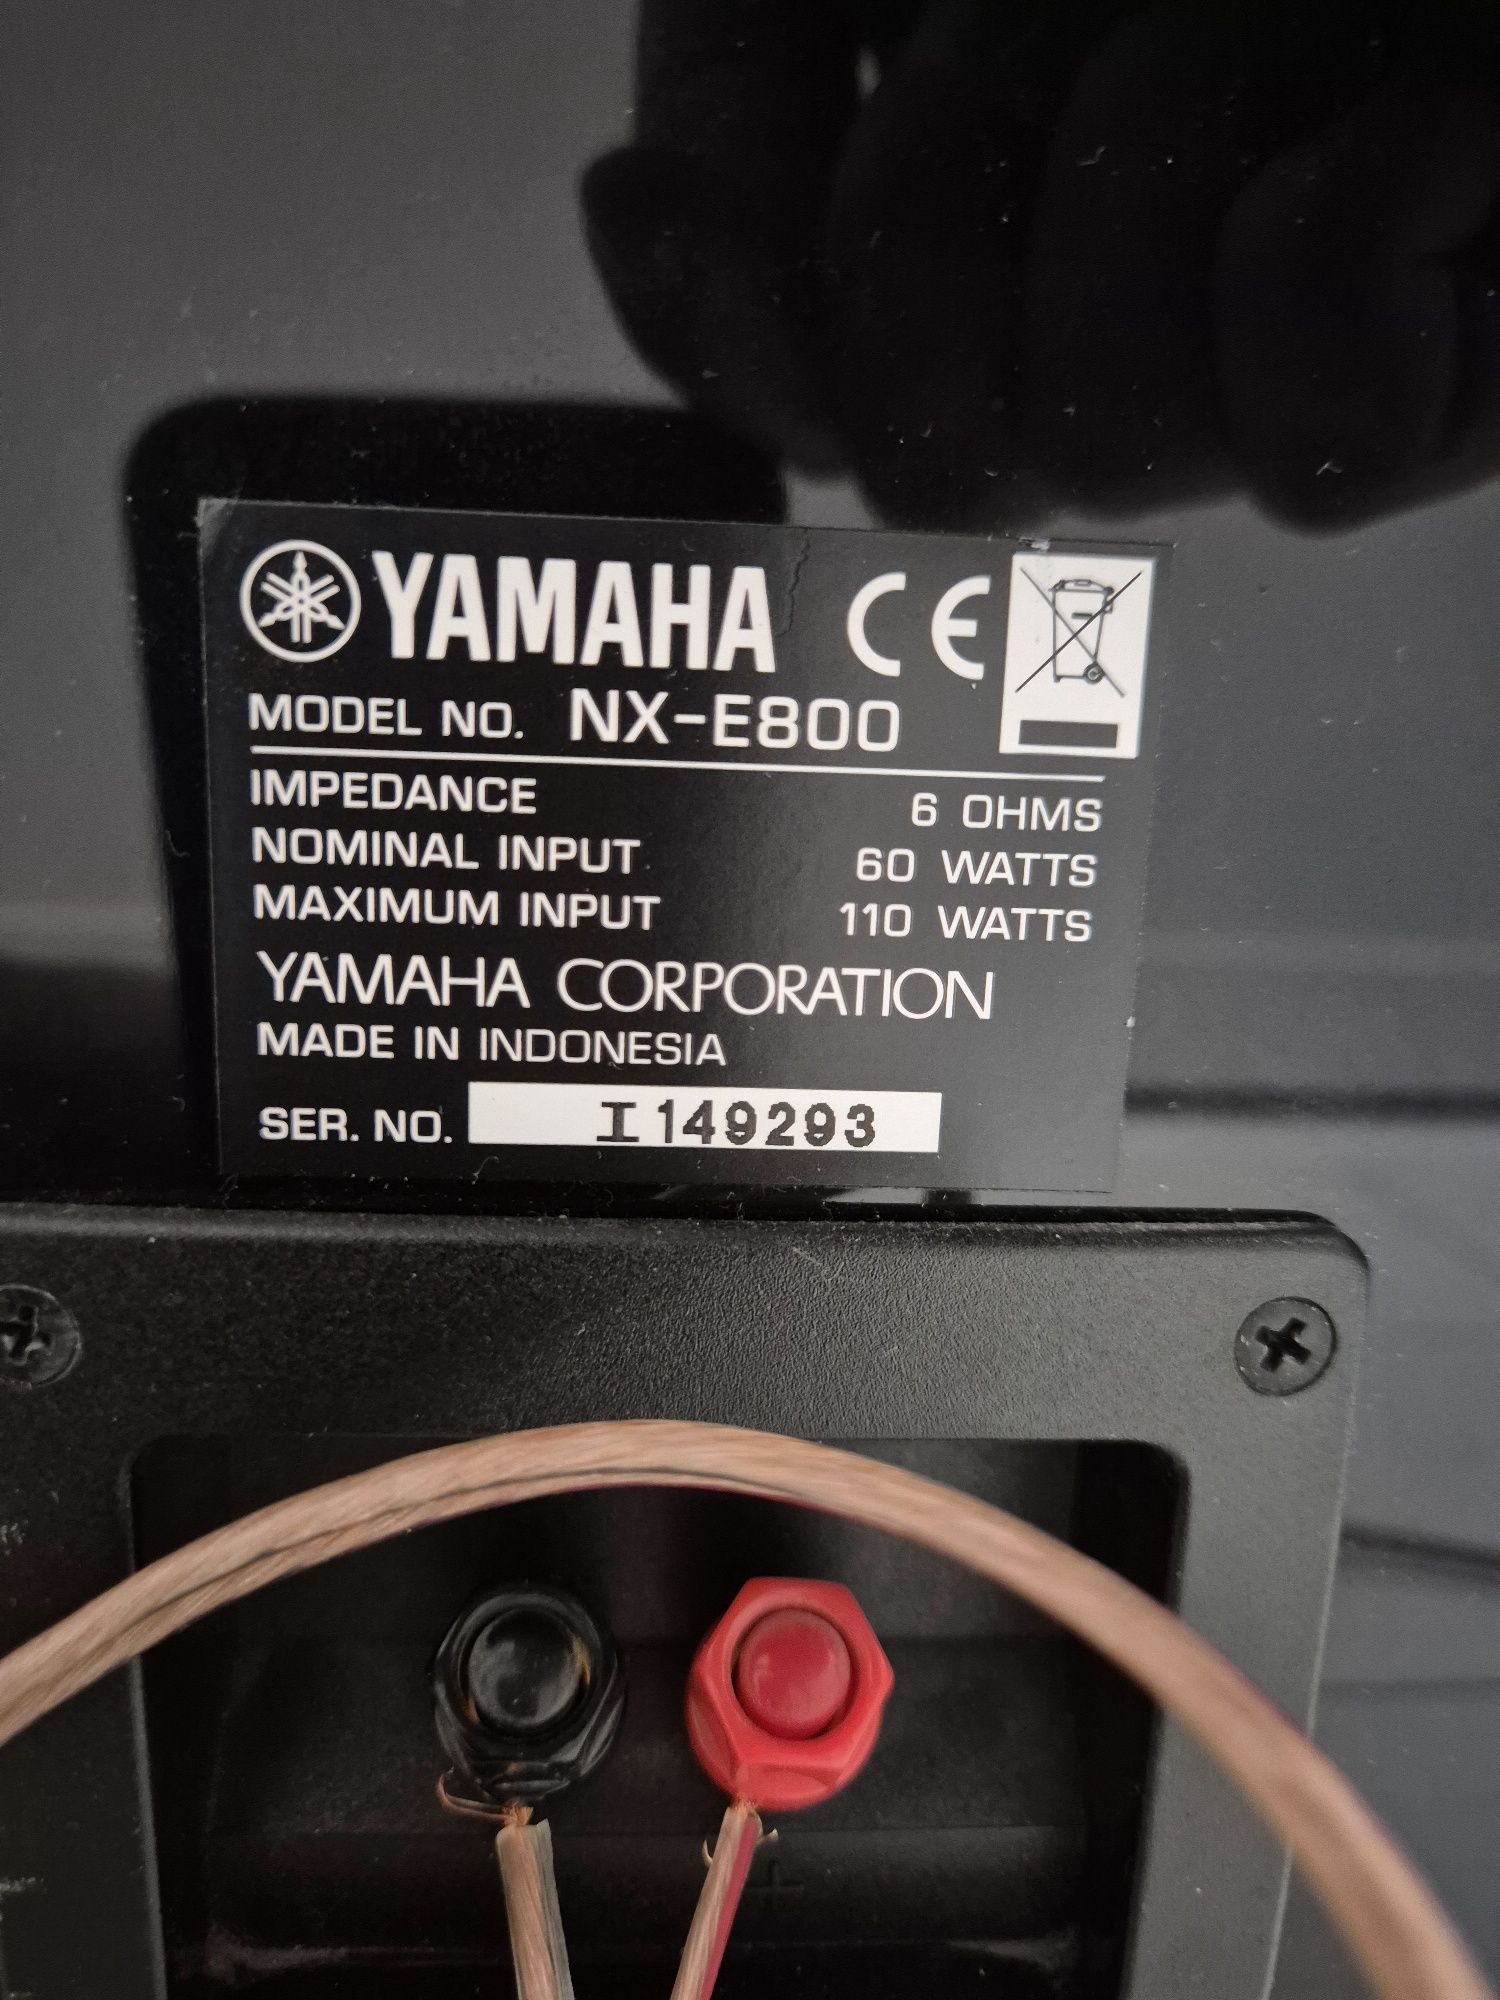 YAMAHA CE
MODEL NO. NX-E800
IMPEDANCE 6 OHMS
NOMINAL INPUT 60 WATTS
MAXIMUM INPUT 110 WATTS
YAMAHA CORPORATION
MADE IN INDONESIA
SER. NO. I149293
+